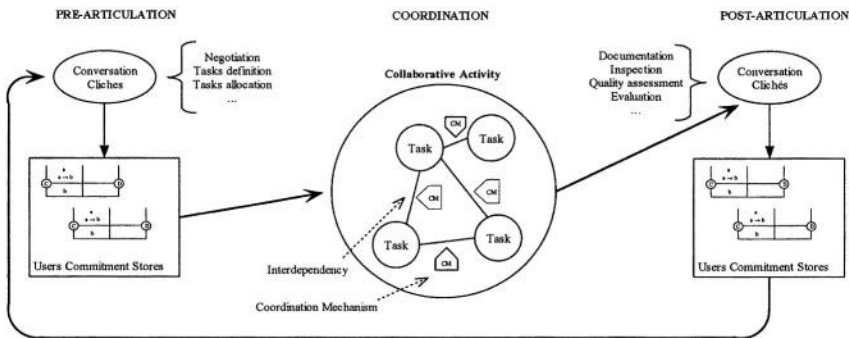 PRE-ARTICULATION
COORDINATION
POST-ARTICULATION
Conversation
Cliches
Negotiation
Tasks definition
Tasks allocation
...
Collaborative Activity
Documentation
Inspection
Quality assessment
Evaluation
...
Conversation
Clichés
Task
CM
Task
CM
CM
Task
CM
Task
Interdependency
Coordination Mechanism
a
C
a → b
D
b
a
C
a → b
D
b
Users Commitment Stores
a
C
a → b
D
b
a
C
a → b
D
b
Users Commitment Stores